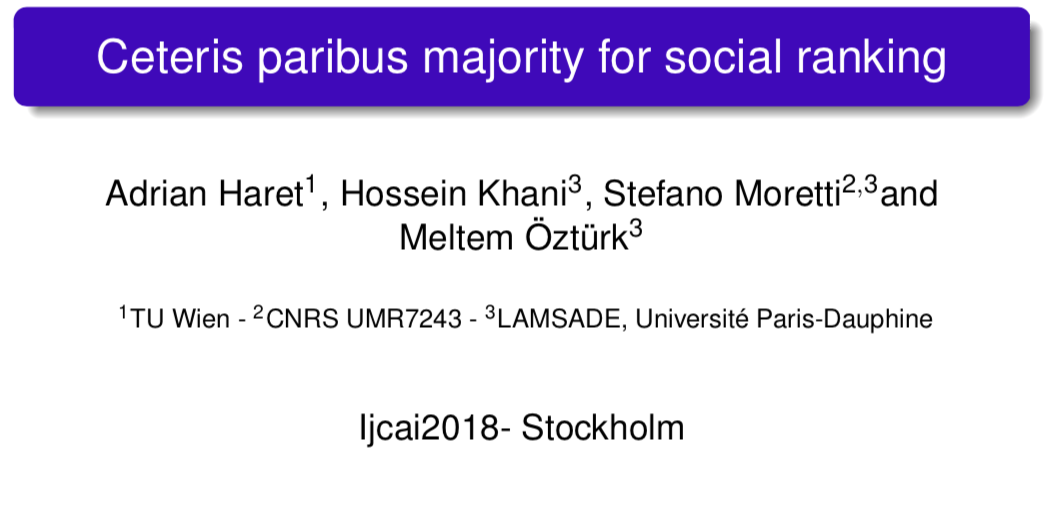 Ceteris paribus majority for social ranking
Adrian Haret¹, Hossein Khani³, Stefano Moretti²,³and
Meltem Öztürk³
¹TU Wien - ²CNRS UMR7243 - ³LAMSADE, Université Paris-Dauphine
Ijcai2018- Stockholm